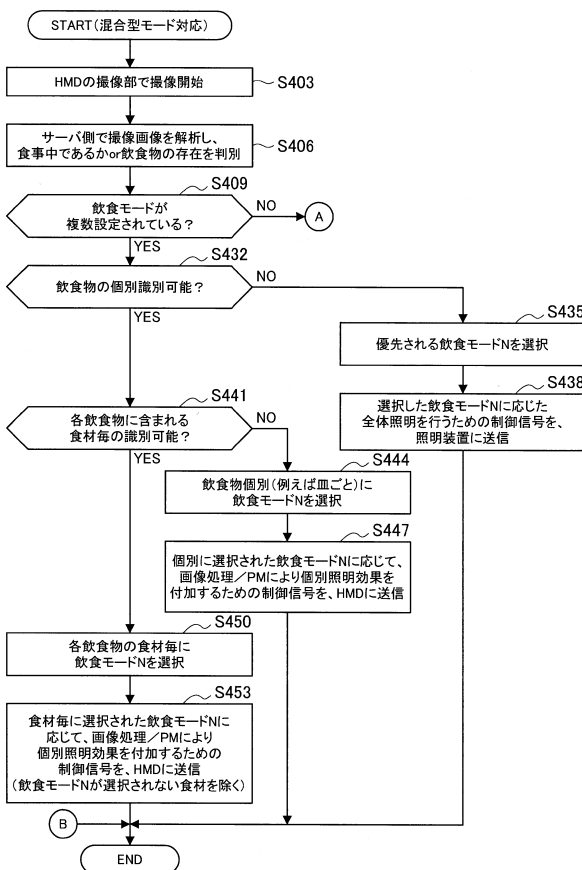 START(混合型モード対応)
HMDの撮像部で撮像開始
S403
サーバ側で撮像画像を解析し、
食事中であるかor飲食物の存在を判別
S406
S409
飲食モードが
複数設定されている?
NO
A
YES
S432
飲食物の個別識別可能?
NO
YES
S435
優先される飲食モードNを選択
S438
選択した飲食モードNに応じた
全体照明を行うための制御信号を、
照明装置に送信
S441
各飲食物に含まれる
食材毎の識別可能?
NO
YES
S444
飲食物個別(例えば皿ごと)に
飲食モードNを選択
S447
個別に選択された飲食モードNに応じて、
画像処理/PMにより個別照明効果を
付加するための制御信号を、HMDに送信
S450
各飲食物の食材毎に
飲食モードNを選択
S453
食材毎に選択された飲食モードNに
応じて、画像処理/PMにより
個別照明効果を付加するための
制御信号を、HMDに送信
(飲食モードNが選択されない食材を除く)
B
END